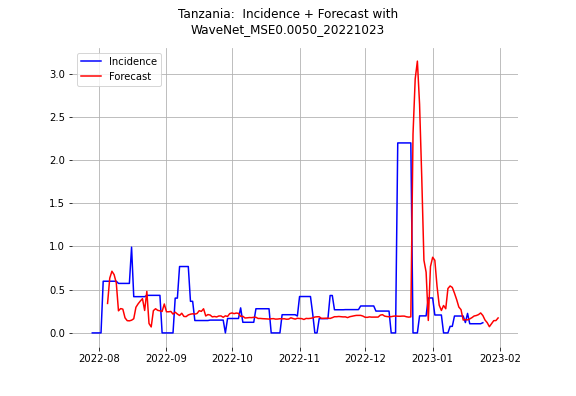 Tanzania:  Incidence + Forecast with
WaveNet_MSE0.0050_20221023
Incidence
Forecast
3.0
2.5
2.0
1.5
1.0
0.5
0.0
2022-08 2022-09 2022-10 2022-11 2022-12 2023-01 2023-02